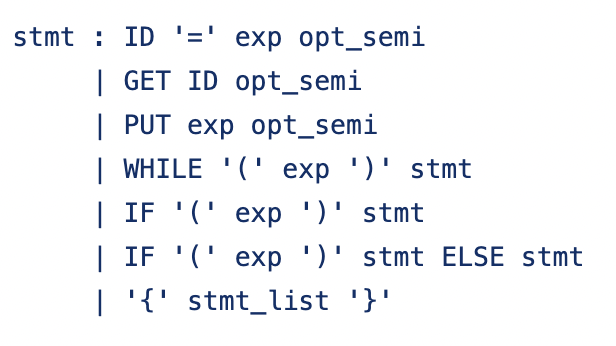 stmt : ID '=' exp opt_semi
| GET ID opt_semi
| PUT exp opt_semi
| WHILE '(' exp ')' stmt
| IF '(' exp ')' stmt
| IF '(' exp ')' stmt ELSE stmt
| '{' stmt_list '}'